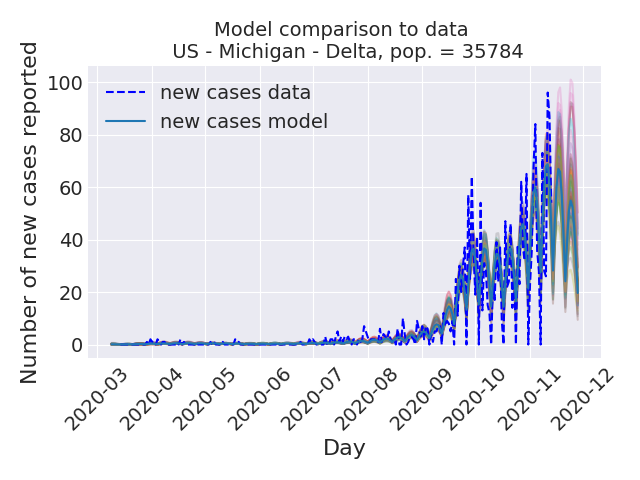 Model comparison to data
US - Michigan - Delta, pop. = 35784
Number of new cases reported
100
80
60
40
20
0
new cases data
new cases model
2020-03
2020-04
2020-05
2020-06
2020-07
2020-08
2020-09
2020-10
2020-11
2020-12
Day